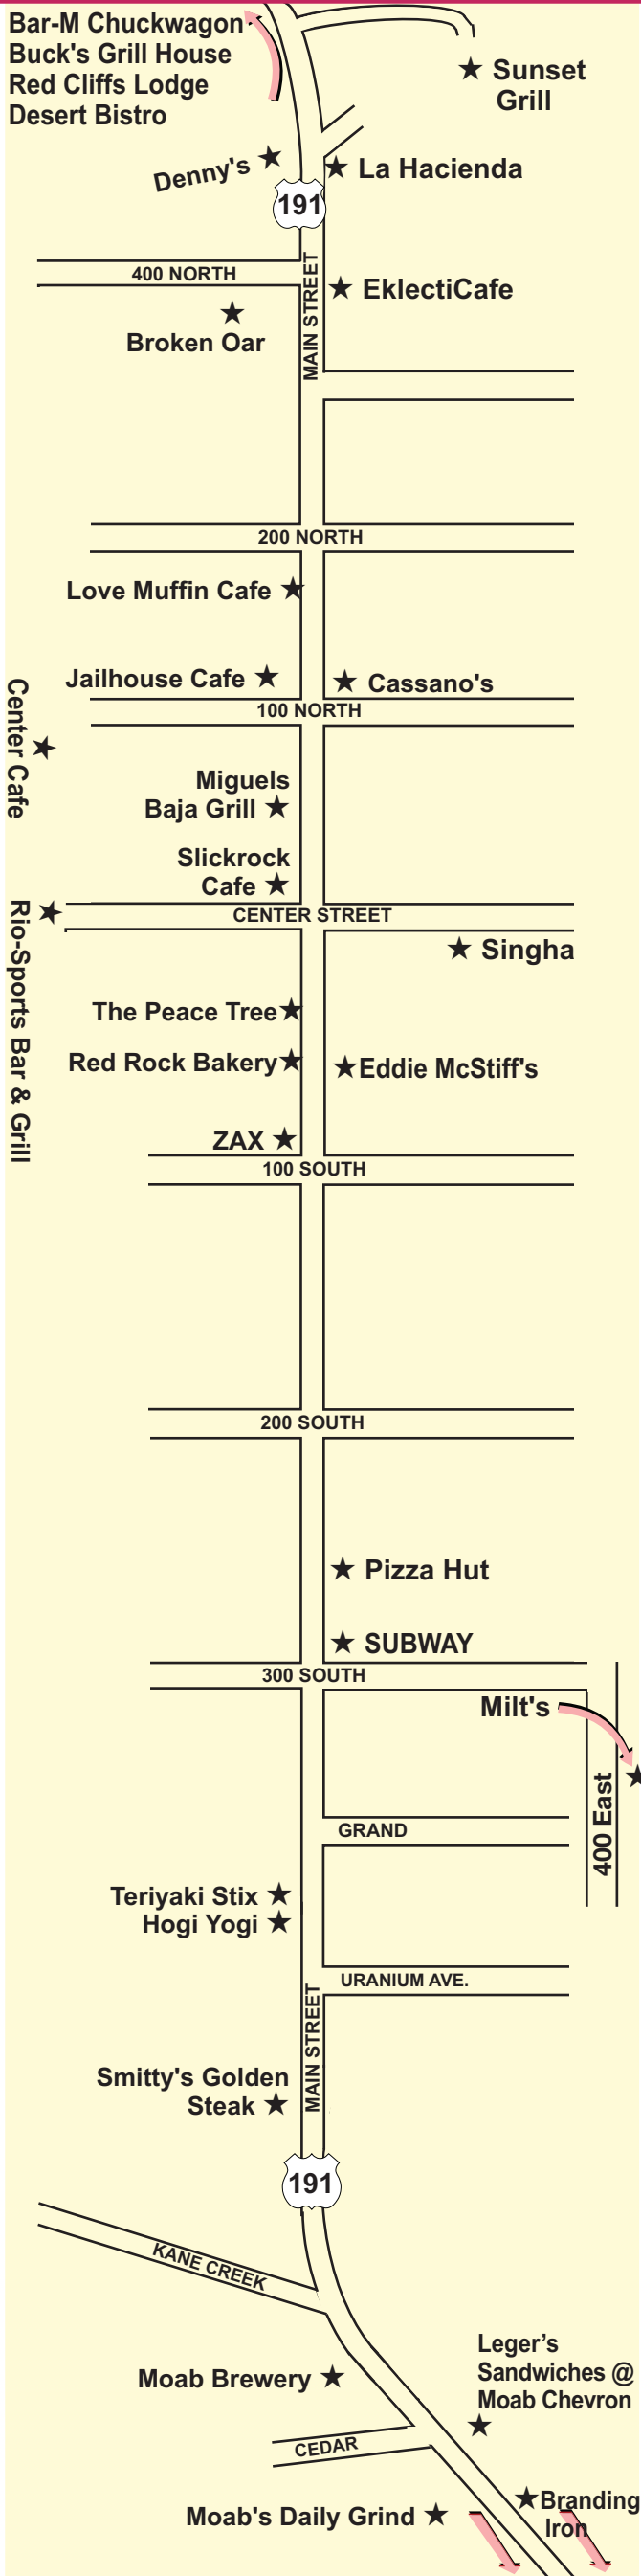 Bar-M Chuckwagon
Buck's Grill House
Red Cliffs Lodge
Desert Bistro
Sunset
Grill
Denny's
La Hacienda
191
400 NORTH
MAIN STREET
EklectiCafe
Broken Oar
200 NORTH
Love Muffin Cafe
Jailhouse Cafe
Cassano's
100 NORTH
Center Cafe
Miguels
Baja Grill
Slickrock
Cafe
CENTER STREET
Rio-Sports Bar & Grill
Singha
The Peace Tree
Red Rock Bakery
Eddie McStiff's
ZAX
100 SOUTH
200 SOUTH
Pizza Hut
SUBWAY
300 SOUTH
Milt's
400 East
GRAND
Teriyaki Stix
Hogi Yogi
URANIUM AVE.
MAIN STREET
Smitty's Golden
Steak
191
KANE CREEK
Leger’s
Sandwiches @
Moab Chevron
Moab Brewery
CEDAR
Branding
Iron
Moab's Daily Grind